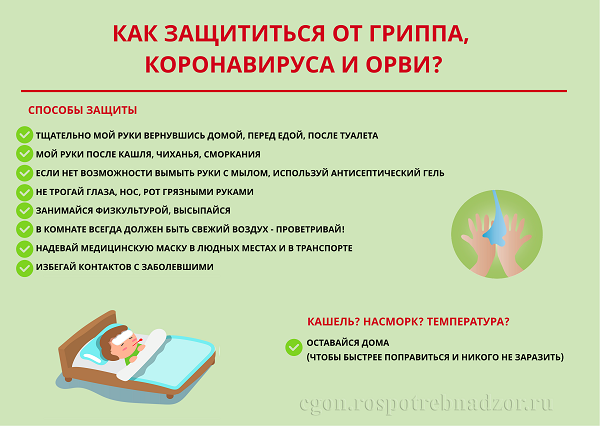 КАК ЗАЩИТИТЬСЯ ОТ ГРИППА,
КОРОНАВИРУСА И ОРВИ?
СПОСОБЫ ЗАЩИТЫ
ТЩАТЕЛЬНО МОЙ РУКИ ВЕРНУВШИСЬ ДОМОЙ, ПЕРЕД ЕДОЙ, ПОСЛЕ ТУАЛЕТА
МОЙ РУКИ ПОСЛЕ КАШЛЯ, ЧИХАНЬЯ, СМОРКАНИЯ
ЕСЛИ НЕТ ВОЗМОЖНОСТИ ВЫМЫТЬ РУКИ С МЫЛОМ, ИСПОЛЬЗУЙ АНТИСЕПТИЧЕСКИЙ ГЕЛЬ
НЕ ТРОГАЙ ГЛАЗА, НОС, РОТ ГРЯЗНЫМИ РУКАМИ
ЗАНИМАЙСЯ ФИЗКУЛЬТУРОЙ, ВЫСЫПАЙСЯ
В КОМНАТЕ ВСЕГДА ДОЛЖЕН БЫТЬ СВЕЖИЙ ВОЗДУХ - ПРОВЕТРИВАЙ!
НАДЕВАЙ МЕДИЦИНСКУЮ МАСКУ В ЛЮДНЫХ МЕСТАХ И В ТРАНСПОРТЕ
ИЗБЕГАЙ КОНТАКТОВ С ЗАБОЛЕВШИМИ
КАШЕЛЬ? НАСМОРК? ТЕМПЕРАТУРА?
ОСТАВАЙСЯ ДОМА
(ЧТОБЫ БЫСТРЕЕ ПОПРАВИТЬСЯ И НИКОГО НЕ ЗАРАЗИТЬ)
cgon.rospotrebnadzor.ru